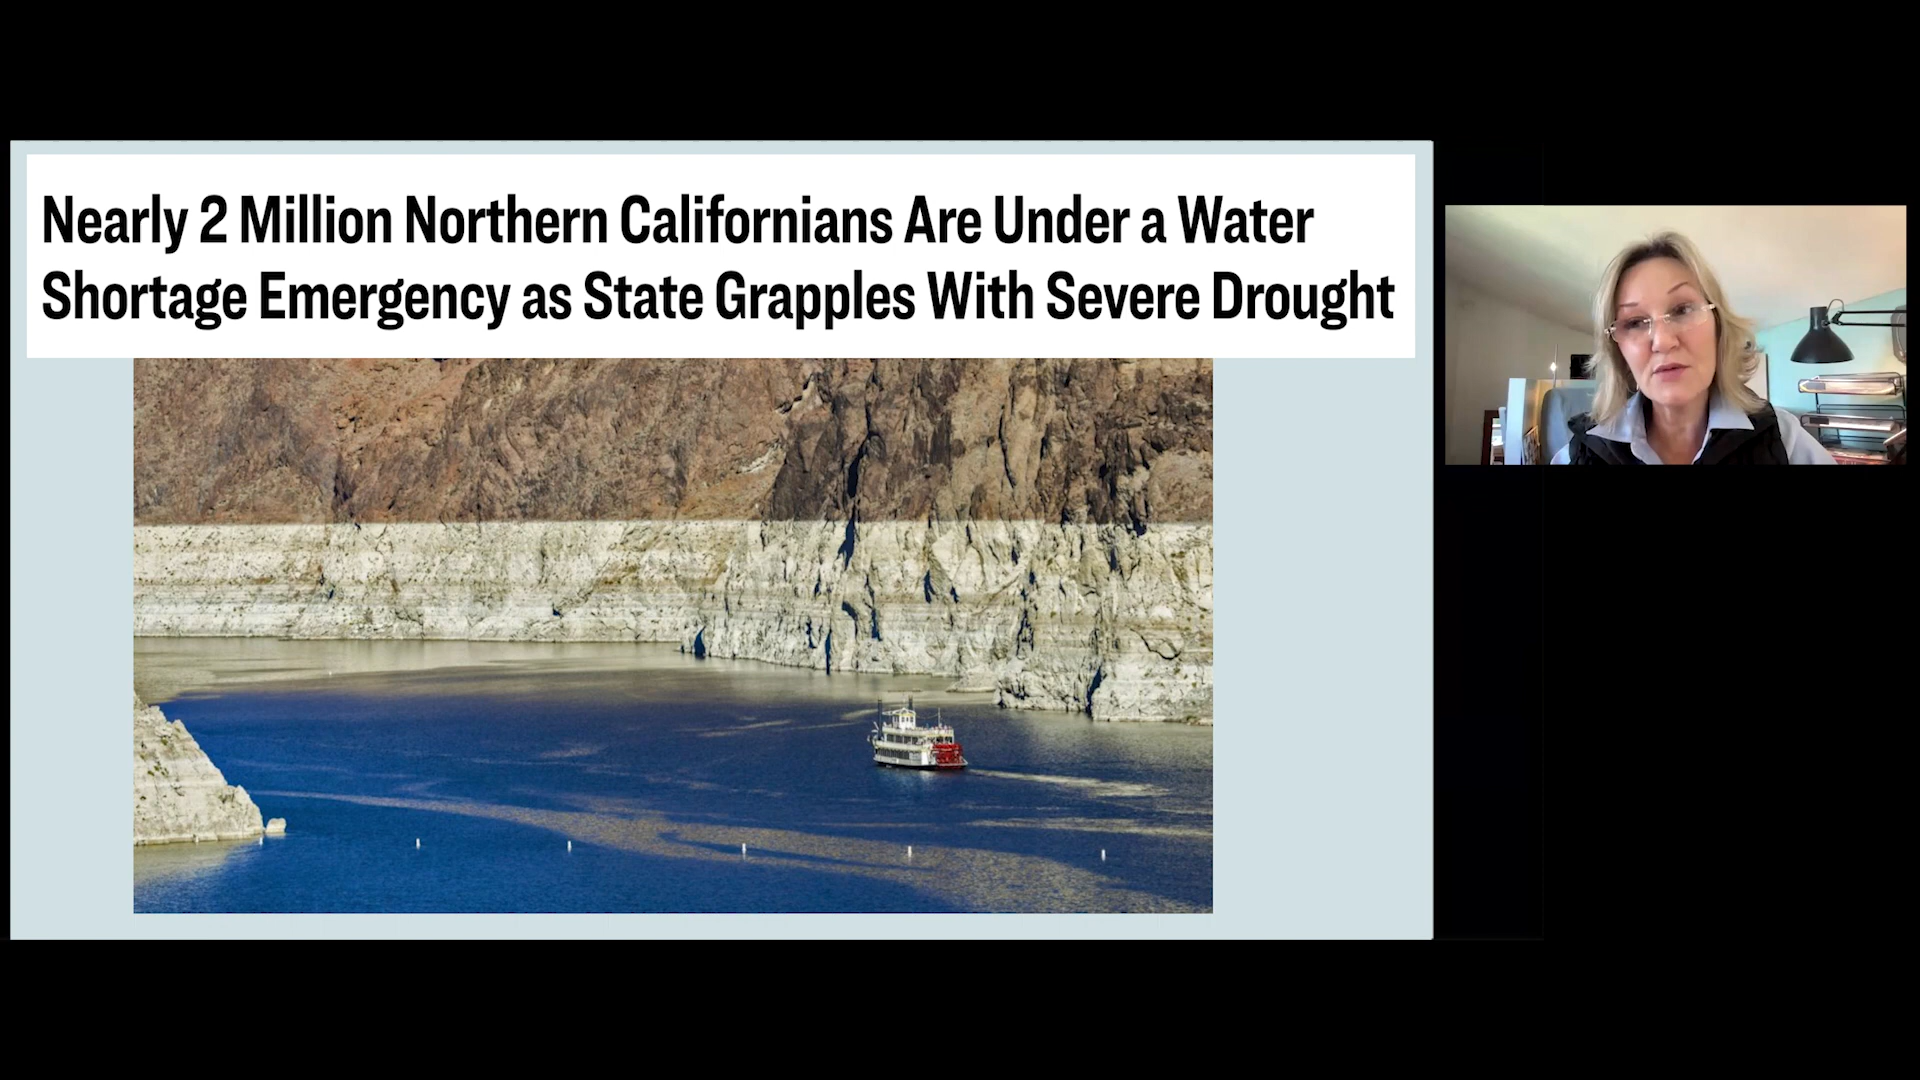 Nearly 2 Million Northern Californians Are Under a Water
Shortage Emergency as State Grapples With Severe Drought